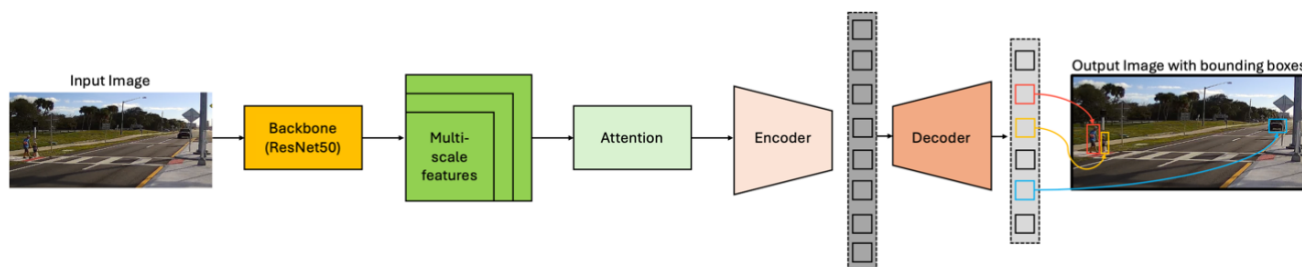 Input Image
Backbone
(ResNet50)
Multi-
scale
features
Attention
Encoder
Decoder
Output Image with bounding boxes